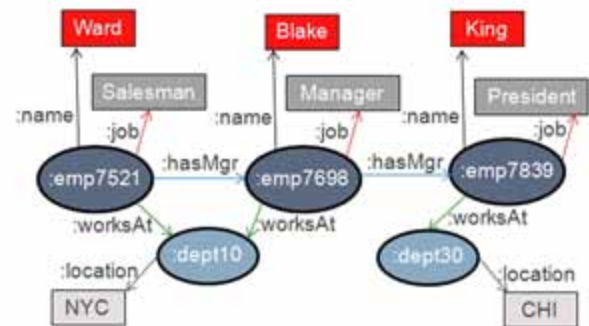 Ward
Blake
King
Salesman
Manager
President
:name
:job
:name
:job
:name
:job
:emp7521
:hasMgr
:emp7698
:hasMgr
:emp7839
:worksAt
:worksAt
:worksAt
:dept10
:dept30
:location
:location
NYC
CHI